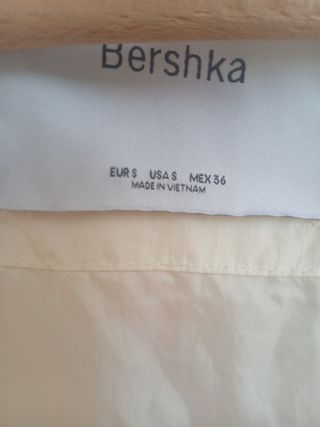 Bershka
EUR S USA S MEX 36
MADE IN VIETNAM